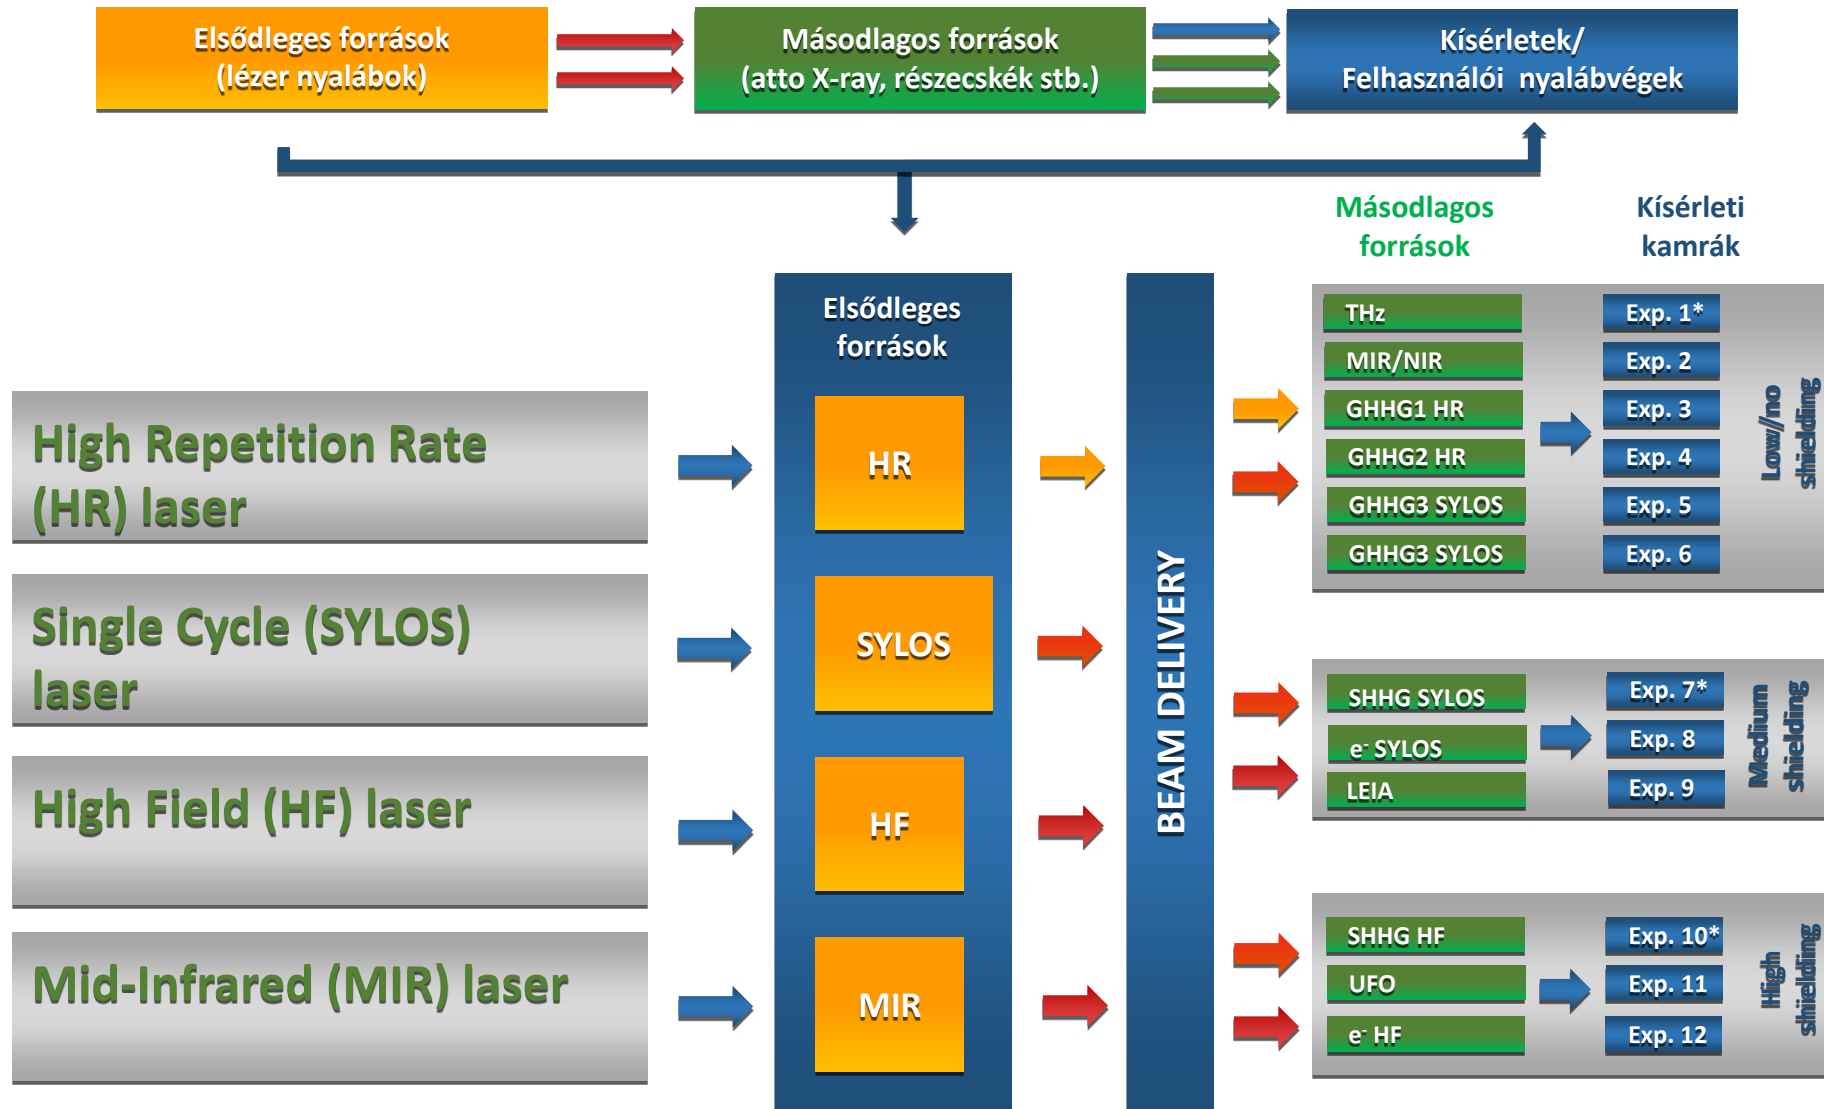 Elsődleges források
(lézer nyalábok)
Másodlagos források
(atto X-ray, részecskék stb.)
Kísérletek/
Felhasználói nyalábvégek
Másodlagos
források
Kísérleti
kamrák
High Repetition Rate
(HR) laser
Single Cycle (SYLOS)
laser
High Field (HF) laser
Mid-Infrared (MIR) laser
Elsődleges
források
HR
SYLOS
HF
MIR
BEAM DELIVERY
THz
Exp. 1*
MIR/NIR
Exp. 2
GHHG1 HR
Exp. 3
GHHG2 HR
Exp. 4
GHHG3 SYLOS
Exp. 5
GHHG3 SYLOS
Exp. 6
Low/no
shielding
SHHG SYLOS
Exp. 7*
e- SYLOS
Exp. 8
LEIA
Exp. 9
Medium
shielding
SHHG HF
Exp. 10*
UFO
Exp. 11
e- HF
Exp. 12
High
shielding